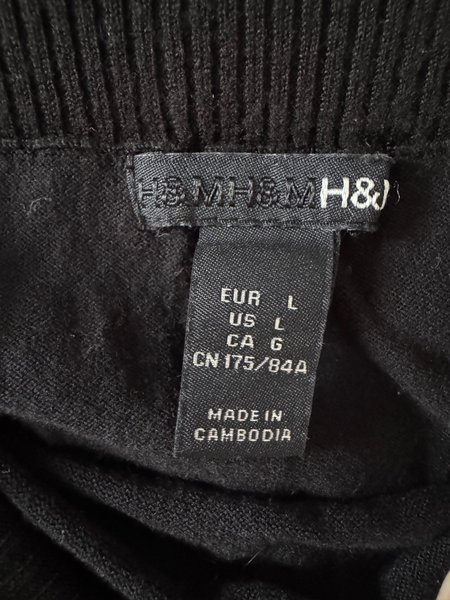 H&MH&MH&J
EUR L
US L
CA G
CN 175/84A
MADE IN
CAMBODIA